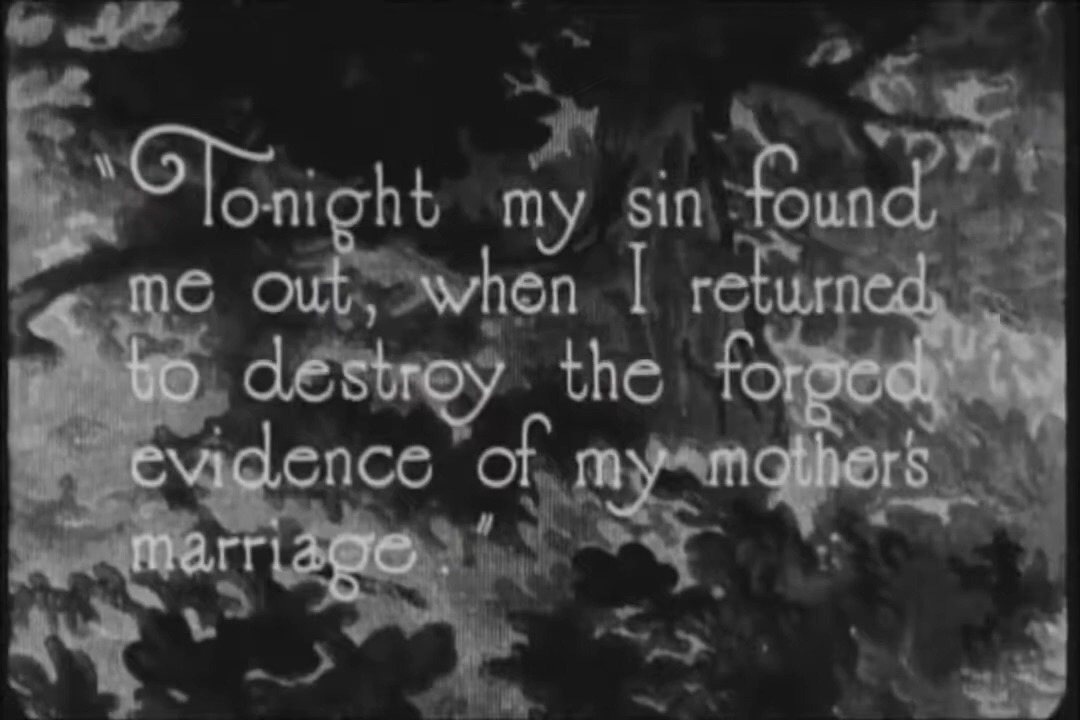 "To-night my sin found
me out, when I returned
to destroy the forged
evidence of my mother's
marriage."